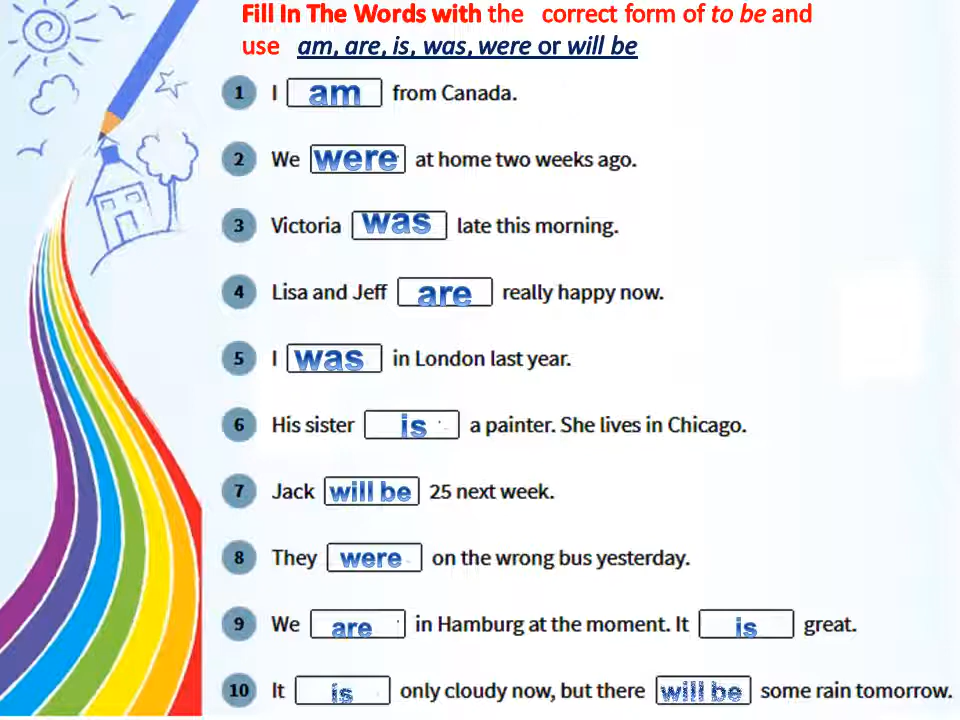 Fill In The Words with the correct form of to be and
use am, are, is, was, were or will be
1 I am from Canada.
2 We were at home two weeks ago.
3 Victoria was late this morning.
4 Lisa and Jeff are really happy now.
5 I was in London last year.
6 His sister is a painter. She lives in Chicago.
7 Jack will be 25 next week.
8 They were on the wrong bus yesterday.
9 We are in Hamburg at the moment. It is great.
10 It is only cloudy now, but there will be some rain tomorrow.